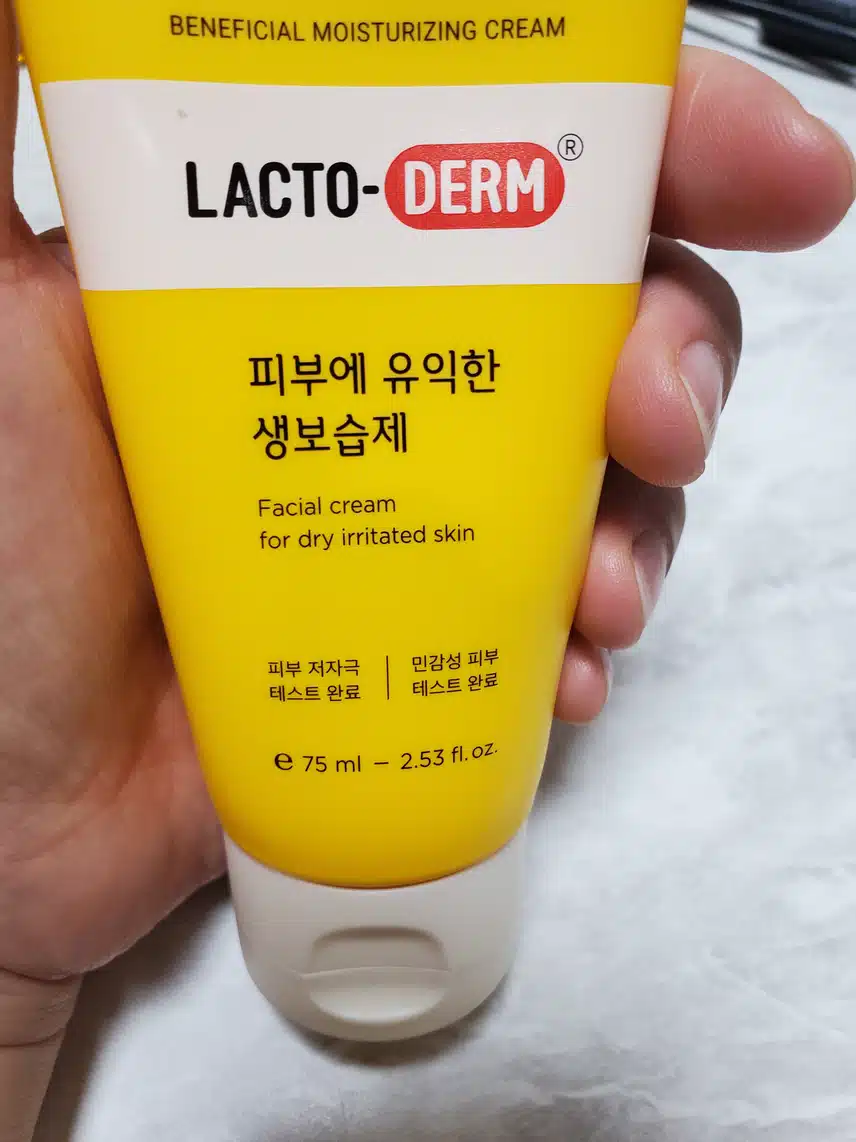 BENEFICIAL MOISTURIZING CREAM
LACTO-DERM®
피부에 유익한
생보습제
Facial cream
for dry irritated skin
피부 저자극
테스트 완료
민감성 피부
테스트 완료
℮ 75 ml – 2.53 fl.oz.